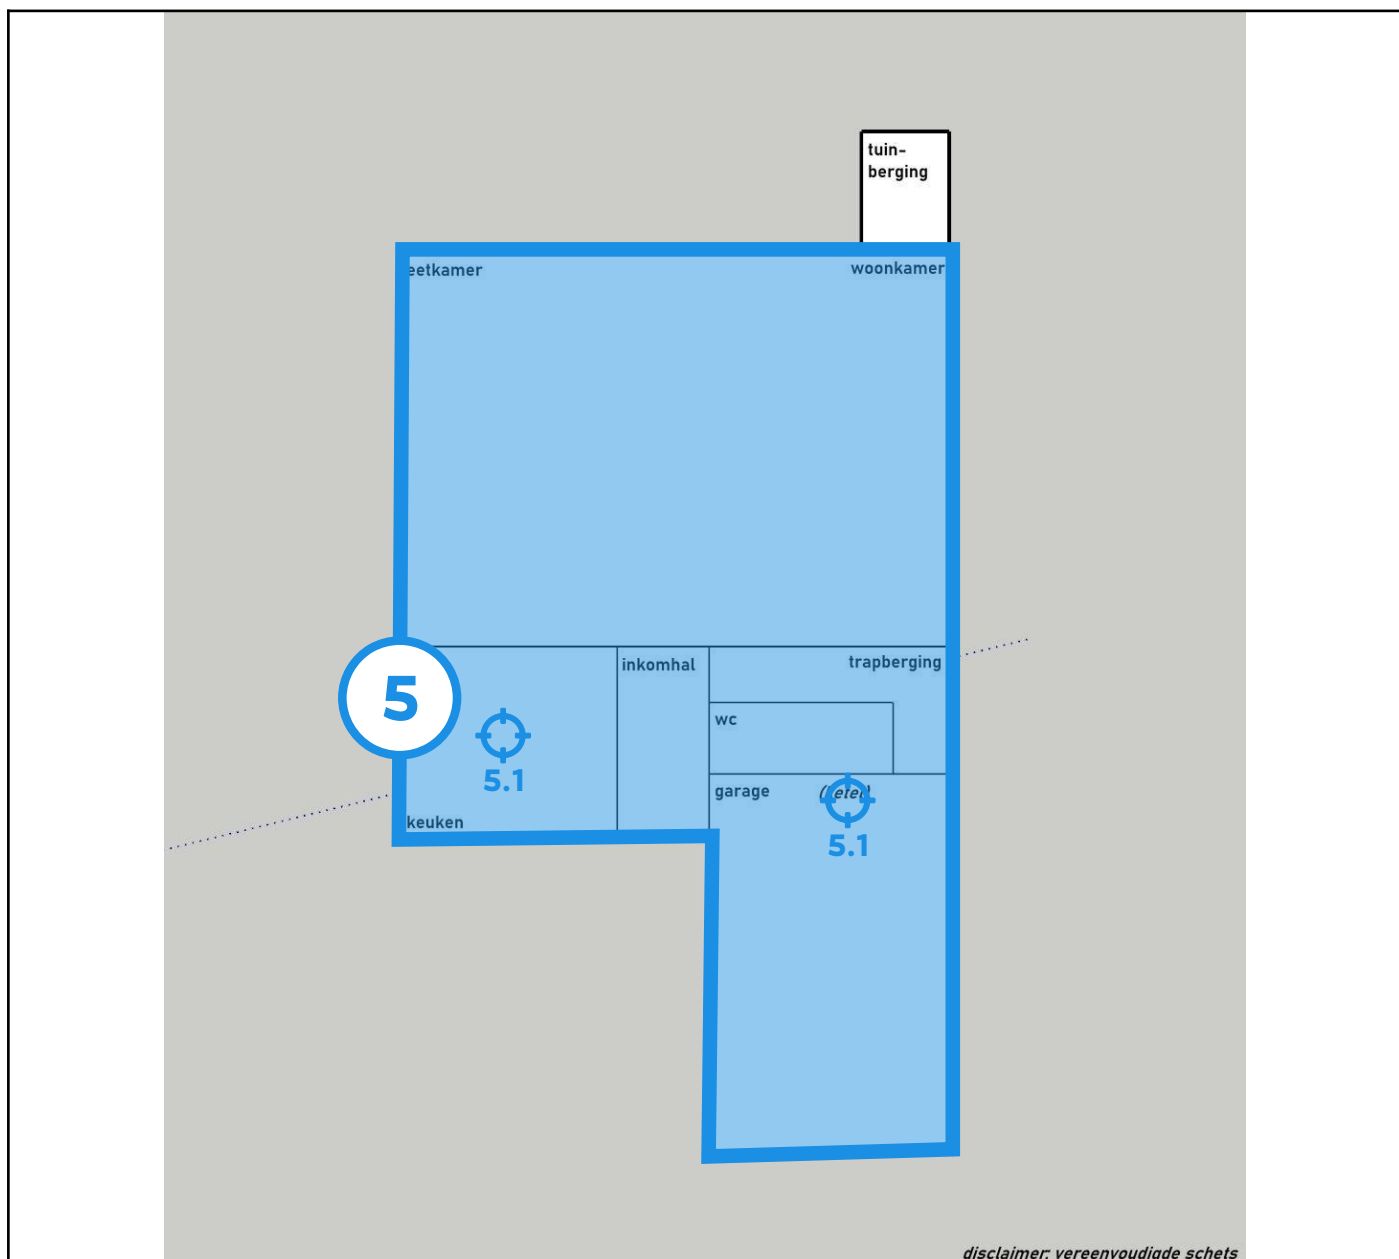 tuin-
berging
eetkamer
woonkamer
inkomhal
trapberging
5
wc
5.1
garage
keuken
5.1
disclaimer: vereenvoudigde schets